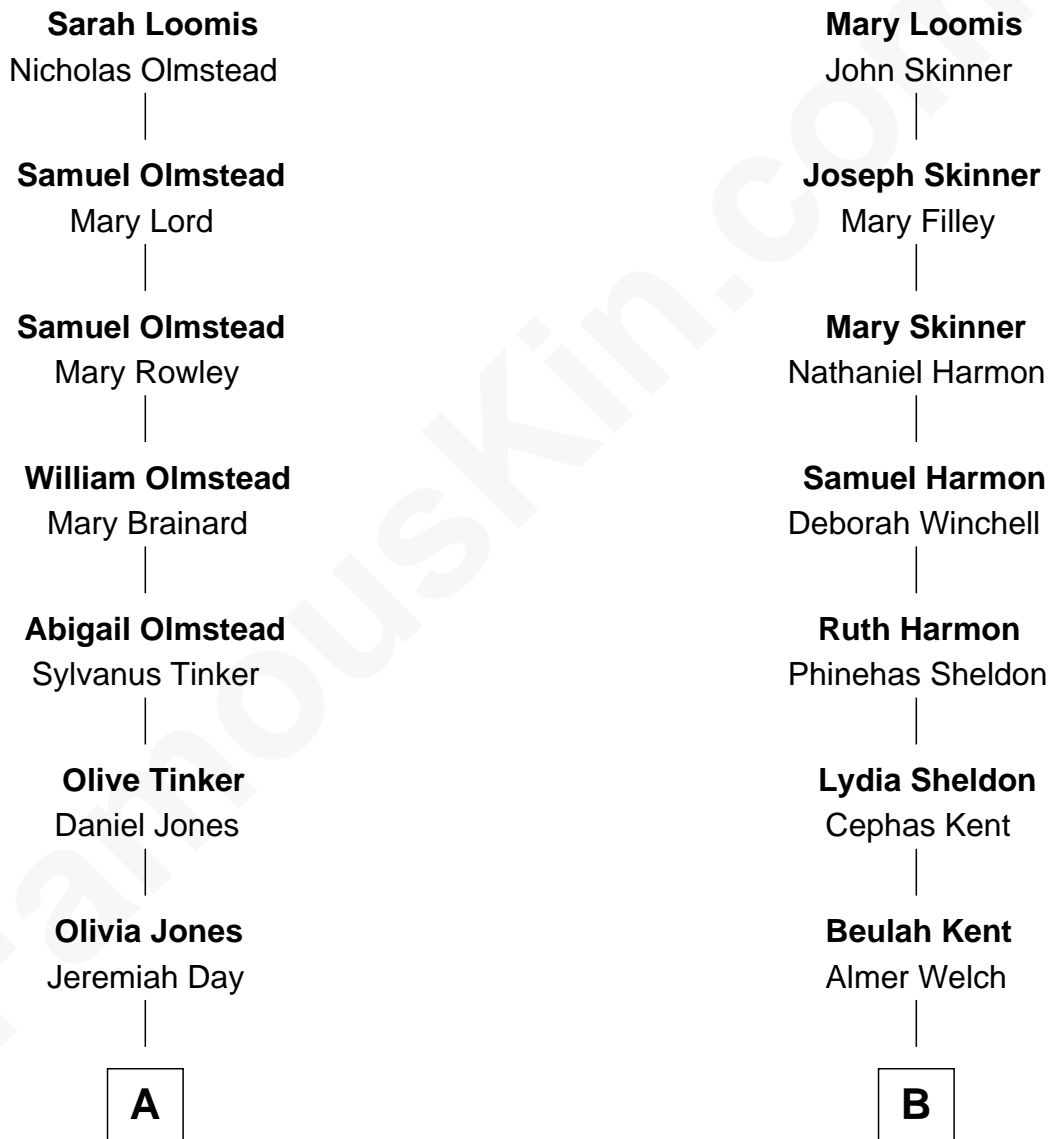 Sarah Loomis
Nicholas Olmstead
Samuel Olmstead
Mary Lord
Samuel Olmstead
Mary Rowley
William Olmstead
Mary Brainard
Abigail Olmstead
Sylvanus Tinker
Olive Tinker
Daniel Jones
Olivia Jones
Jeremiah Day
A
Mary Loomis
John Skinner
Joseph Skinner
Mary Filley
Mary Skinner
Nathaniel Harmon
Samuel Harmon
Deborah Winchell
Ruth Harmon
Phinehas Sheldon
Lydia Sheldon
Cephas Kent
Beulah Kent
Almer Welch
B
FamousKin.com